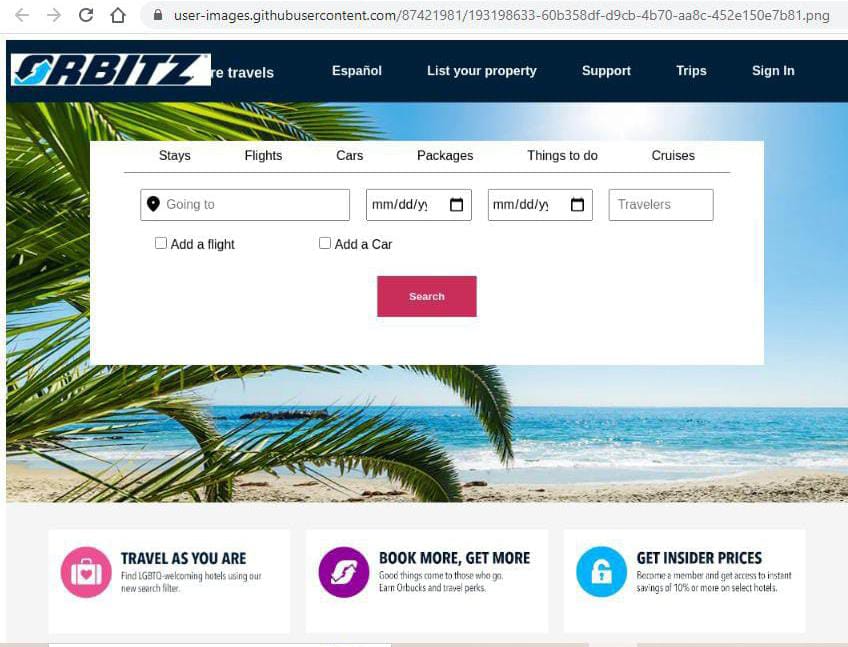 user-images.githubusercontent.com/87421981/193198633-60b358df-d9cb-4b70-aa8c-452e150e7b81.png
ORBITZ re travels Español List your property Support Trips Sign In
Stays Flights Cars Packages Things to do Cruises
Going to mm/dd/yy mm/dd/yy Travelers
Add a flight Add a Car
Search
TRAVEL AS YOU ARE
Find LGBTQ-welcoming hotels using our
new search filter.
BOOK MORE, GET MORE
Good things come to those who go.
Earn Orbucks and travel perks.
GET INSIDER PRICES
Become a member and get access to instant
savings of 10% or more on select hotels.